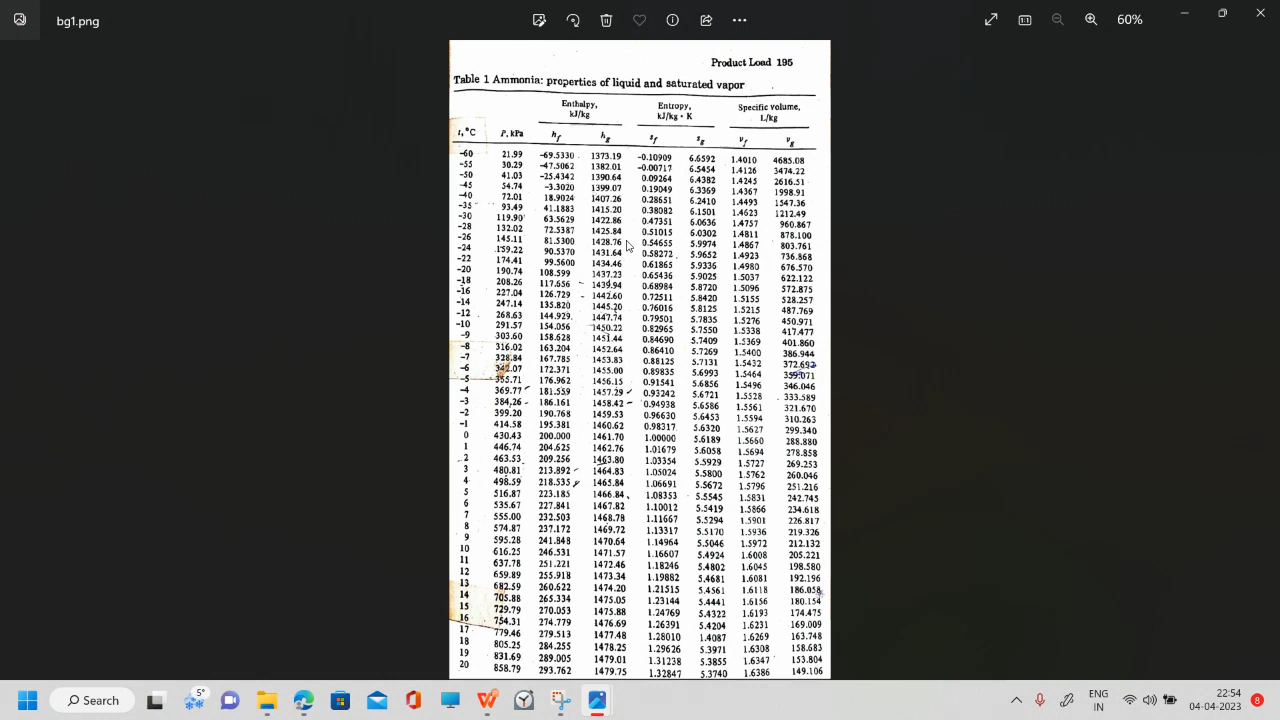 bg1.png
60%
Product Load 195
Table 1 Ammonia: properties of liquid and saturated vapor
Enthalpy, kJ/kg Entropy, kJ/kg · K Specific volume, L/kg
t, °C P, kPa hf hg sf sg vf vg
-60 21.99 -69.5330 1373.19 -0.10909 6.6592 1.4010 4685.08
-55 30.29 -47.5062 1382.01 -0.00717 6.5454 1.4126 3474.22
-50 41.03 -25.4342 1390.64 0.09264 6.4382 1.4245 2616.51
-45 54.74 -3.3020 1399.07 0.19049 6.3369 1.4367 1998.91
-40 72.01 18.9024 1407.26 0.28651 6.2410 1.4493 1547.36
-35 93.49 41.1883 1415.20 0.38082 6.1501 1.4623 1212.49
-30 119.90 63.5629 1422.86 0.47351 6.0636 1.4757 960.867
-28 132.02 72.5387 1425.84 0.51015 6.0302 1.4811 878.100
-26 145.11 81.5300 1428.76 0.54655 5.9974 1.4867 803.761
-24 159.22 90.5370 1431.64 0.58272 5.9652 1.4923 736.868
-22 174.41 99.5600 1434.46 0.61865 5.9336 1.4980 676.570
-20 190.74 108.599 1437.23 0.65436 5.9025 1.5037 622.122
-18 208.26 117.656 1439.94 0.68984 5.8720 1.5096 572.875
-16 227.04 126.729 1442.60 0.72511 5.8420 1.5155 528.257
-14 247.14 135.820 1445.20 0.76016 5.8125 1.5215 487.769
-12 268.63 144.929 1447.74 0.79501 5.7835 1.5276 450.971
-10 291.57 154.056 1450.22 0.82965 5.7550 1.5338 417.477
-9 303.60 158.628 1451.44 0.84690 5.7409 1.5369 401.860
-8 316.02 163.204 1452.64 0.86410 5.7269 1.5400 386.944
-7 328.84 167.785 1453.83 0.88125 5.7131 1.5432 372.692
-6 342.07 172.371 1455.00 0.89835 5.6993 1.5464 359.071
-5 355.71 176.962 1456.15 0.91541 5.6856 1.5496 346.046
-4 369.77 181.559 1457.29 0.93242 5.6721 1.5528 333.589
-3 384.26 186.161 1458.42 0.94938 5.6586 1.5561 321.670
-2 399.20 190.768 1459.53 0.96630 5.6453 1.5594 310.263
-1 414.58 195.381 1460.62 0.98317 5.6320 1.5627 299.340
0 430.43 200.000 1461.70 1.00000 5.6189 1.5660 288.880
1 446.74 204.625 1462.76 1.01679 5.6058 1.5694 278.858
2 463.53 209.256 1463.80 1.03354 5.5929 1.5727 269.253
3 480.81 213.892 1464.83 1.05024 5.5800 1.5762 260.046
4 498.59 218.535 1465.84 1.06691 5.5672 1.5796 251.216
5 516.87 223.185 1466.84 1.08353 5.5545 1.5831 242.745
6 535.67 227.841 1467.82 1.10012 5.5419 1.5866 234.618
7 555.00 232.503 1468.78 1.11667 5.5294 1.5901 226.817
8 574.87 237.172 1469.72 1.13317 5.5170 1.5936 219.326
9 595.28 241.848 1470.64 1.14964 5.5046 1.5972 212.132
10 616.25 246.531 1471.57 1.16607 5.4924 1.6008 205.221
11 637.78 251.221 1472.46 1.18246 5.4802 1.6045 198.580
12 659.89 255.918 1473.34 1.19882 5.4681 1.6081 192.196
13 682.59 260.622 1474.20 1.21515 5.4561 1.6118 186.058
14 705.88 265.334 1475.05 1.23144 5.4441 1.6156 180.154
15 729.79 270.053 1475.88 1.24769 5.4322 1.6193 174.475
16 754.31 274.779 1476.69 1.26391 5.4204 1.6231 169.009
17 779.46 279.513 1477.48 1.28010 1.4087 1.6269 163.748
18 805.25 284.255 1478.25 1.29626 5.3971 1.6308 158.683
19 831.69 289.005 1479.01 1.31238 5.3855 1.6347 153.804
20 858.79 293.762 1479.75 1.32847 5.3740 1.6386 149.106
Search
5°
ENG
IN
22:54
04-04-2023
8